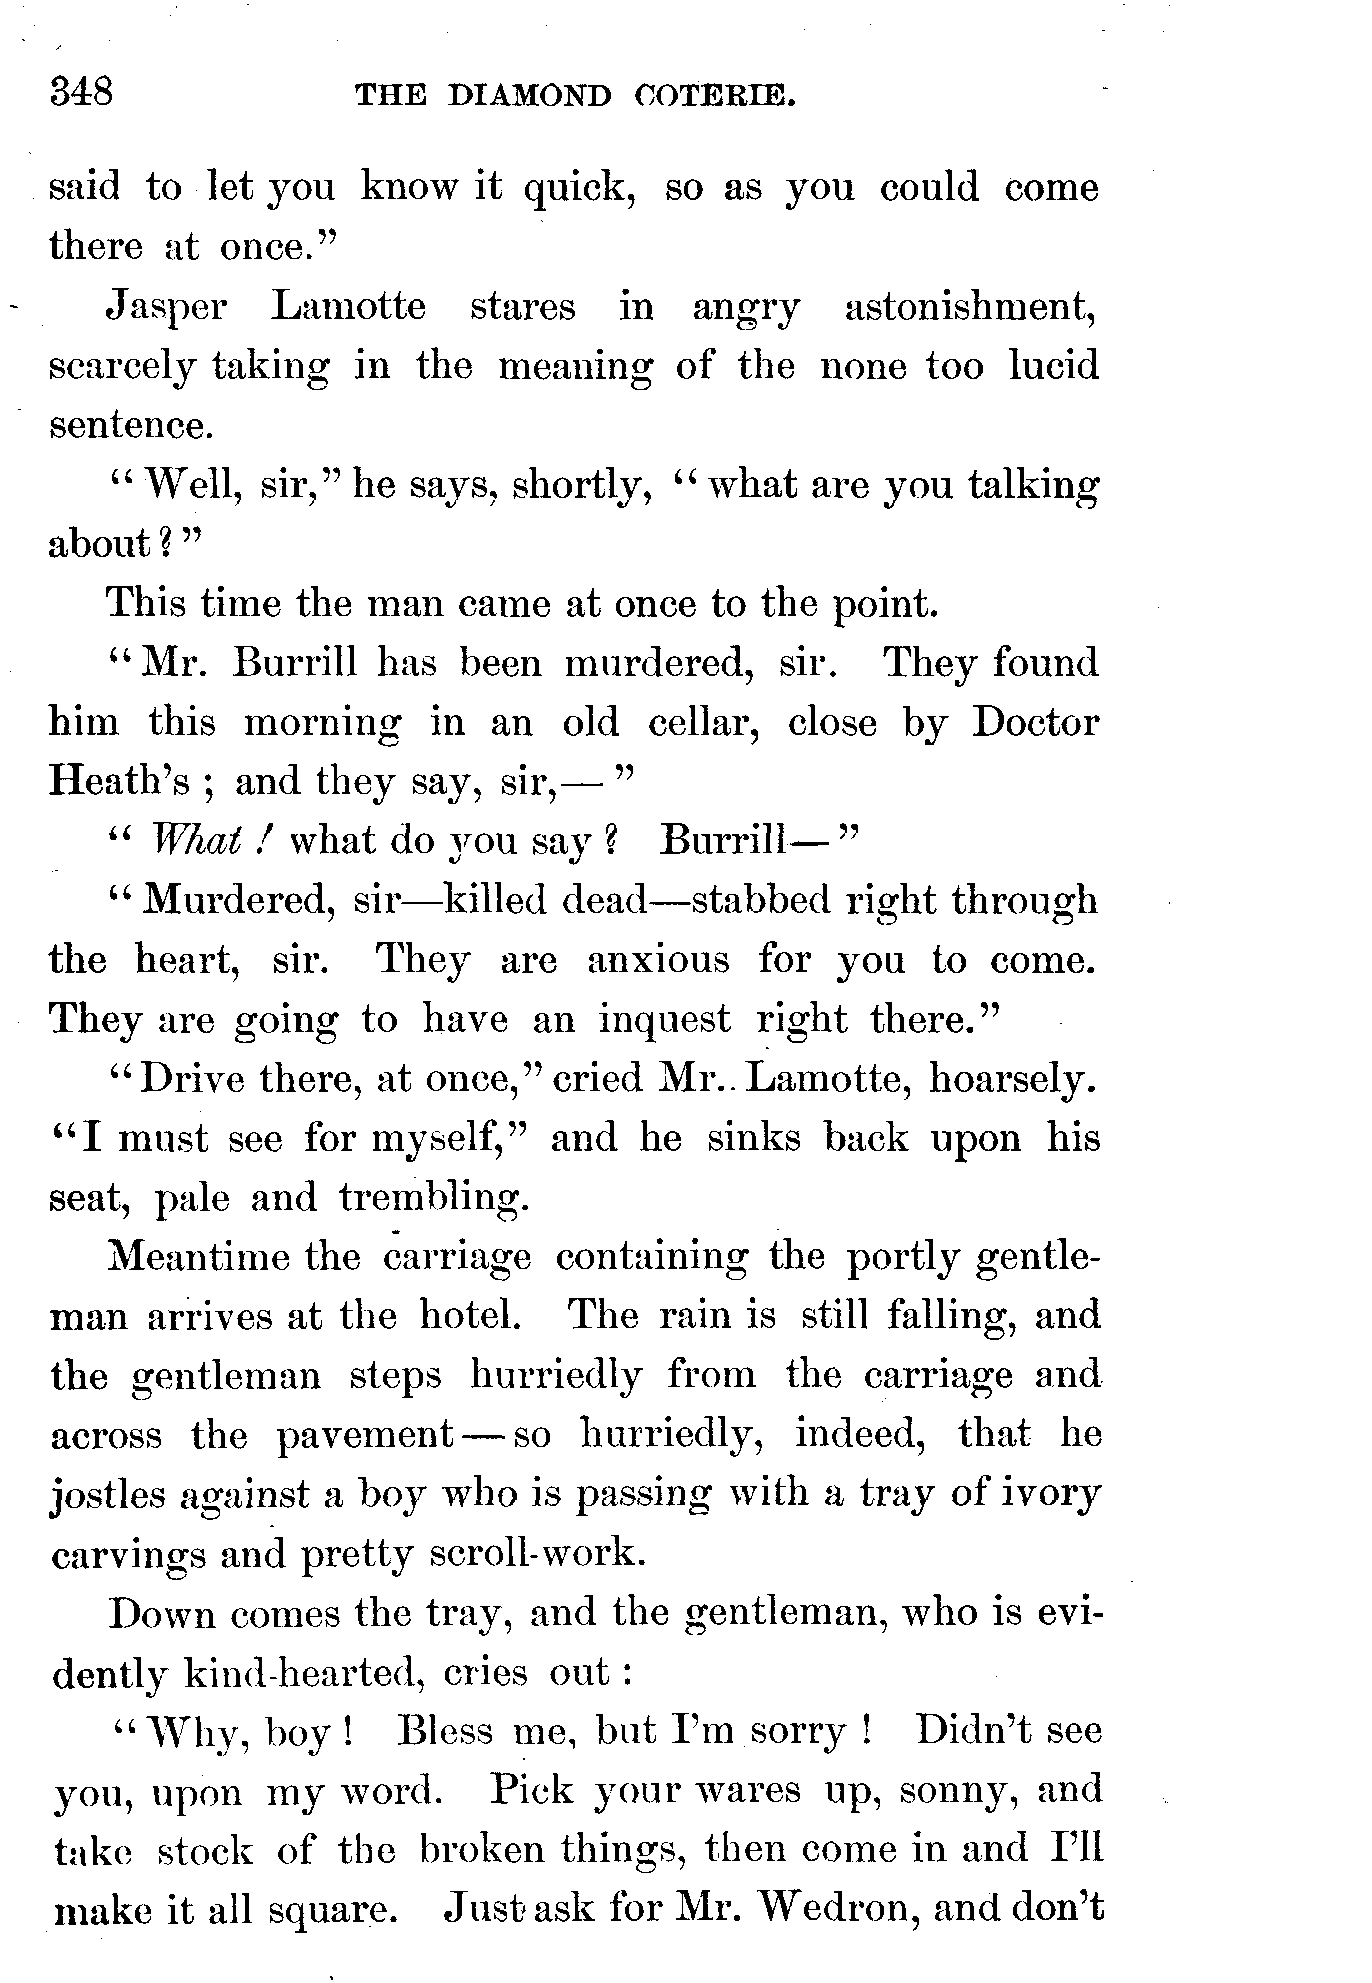 348 THE DIAMOND COTERIE.
said to let you know it quick, so as you could come
there at once."
Jasper Lamotte stares in angry astonishment,
scarcely taking in the meaning of the none too lucid
sentence.
"Well, sir," he says, shortly, "what are you talking
about?"
This time the man came at once to the point.
"Mr. Burrill has been murdered, sir. They found
him this morning in an old cellar, close by Doctor
Heath's; and they say, sir,—"
"What! what do you say? Burrill—"
"Murdered, sir—killed dead—stabbed right through
the heart, sir. They are anxious for you to come.
They are going to have an inquest right there."
"Drive there, at once," cried Mr. Lamotte, hoarsely.
"I must see for myself," and he sinks back upon his
seat, pale and trembling.
Meantime the carriage containing the portly gentle-
man arrives at the hotel. The rain is still falling, and
the gentleman steps hurriedly from the carriage and
across the pavement—so hurriedly, indeed, that he
jostles against a boy who is passing with a tray of ivory
carvings and pretty scroll-work.
Down comes the tray, and the gentleman, who is evi-
dently kind-hearted, cries out:
"Why, boy! Bless me, but I'm sorry! Didn't see
you, upon my word. Pick your wares up, sonny, and
take stock of the broken things, then come in and I'll
make it all square. Just ask for Mr. Wedron, and don't